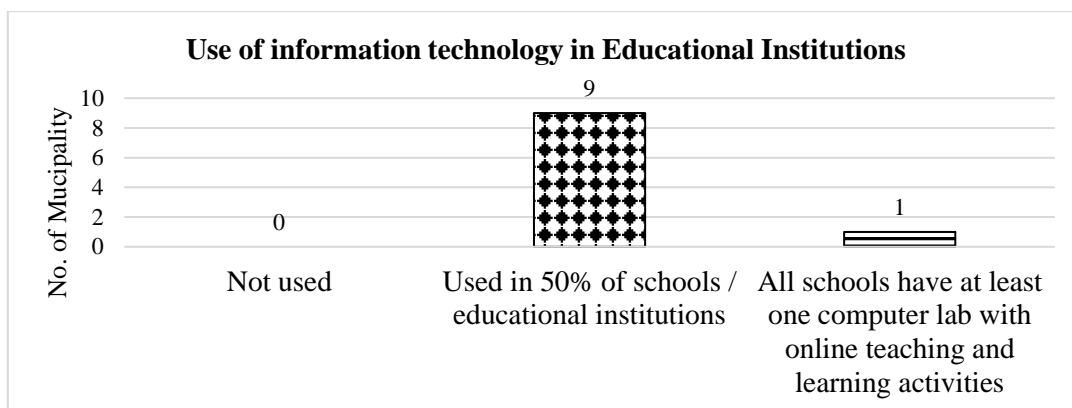 Use of information technology in Educational Institutions
No. of Mucipality
10
8
6
4
2
0
0
9
1
Not used
Used in 50% of schools /
educational institutions
All schools have at least
one computer lab with
online teaching and
learning activities